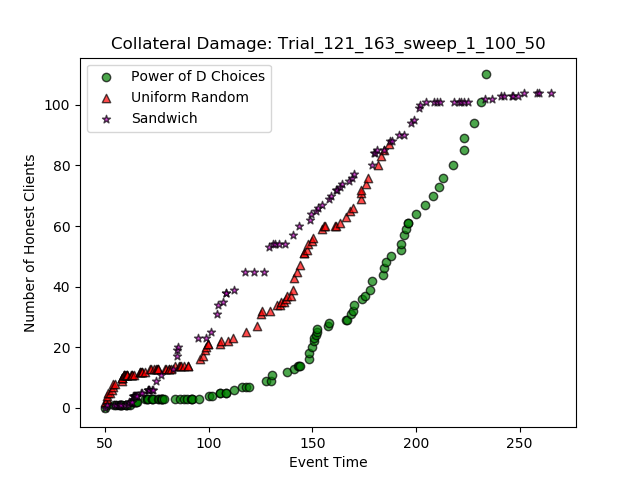 Collateral Damage: Trial_121_163_sweep_1_100_50
Power of D Choices
Uniform Random
Sandwich
Number of Honest Clients
100
80
60
40
20
0
50
100
150
200
250
Event Time